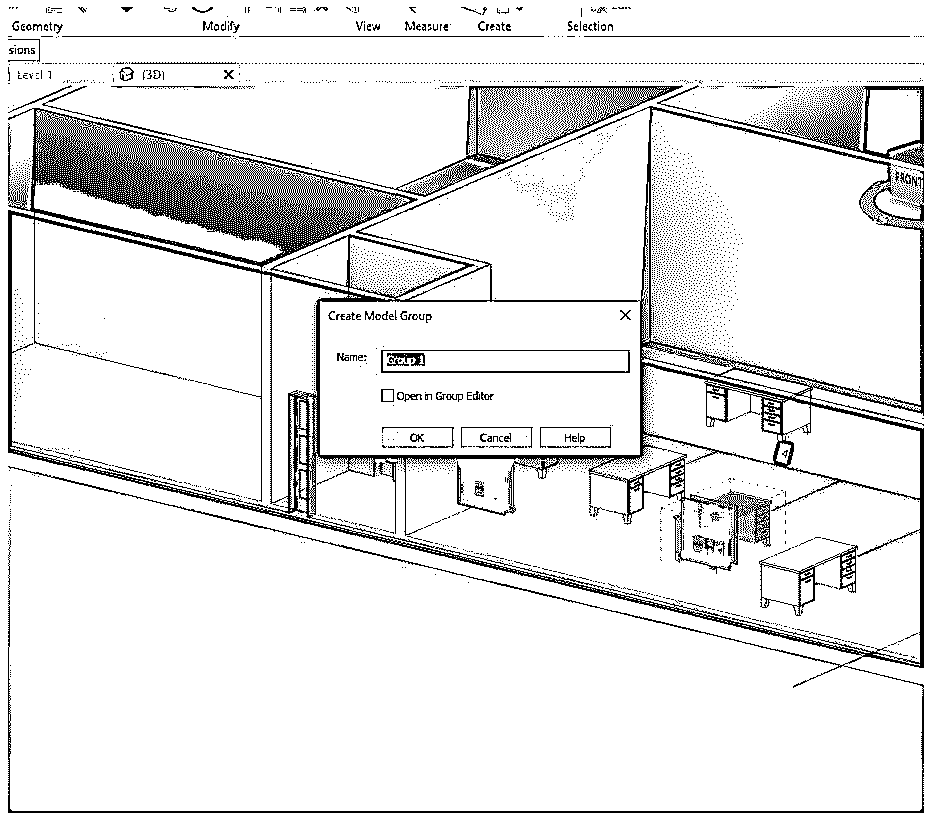 Geometry Modify View Measure Create Selection
sions
Level 1 (3D)
FRONT
Create Model Group
Name: Group 1
Open in Group Editor
OK Cancel Help